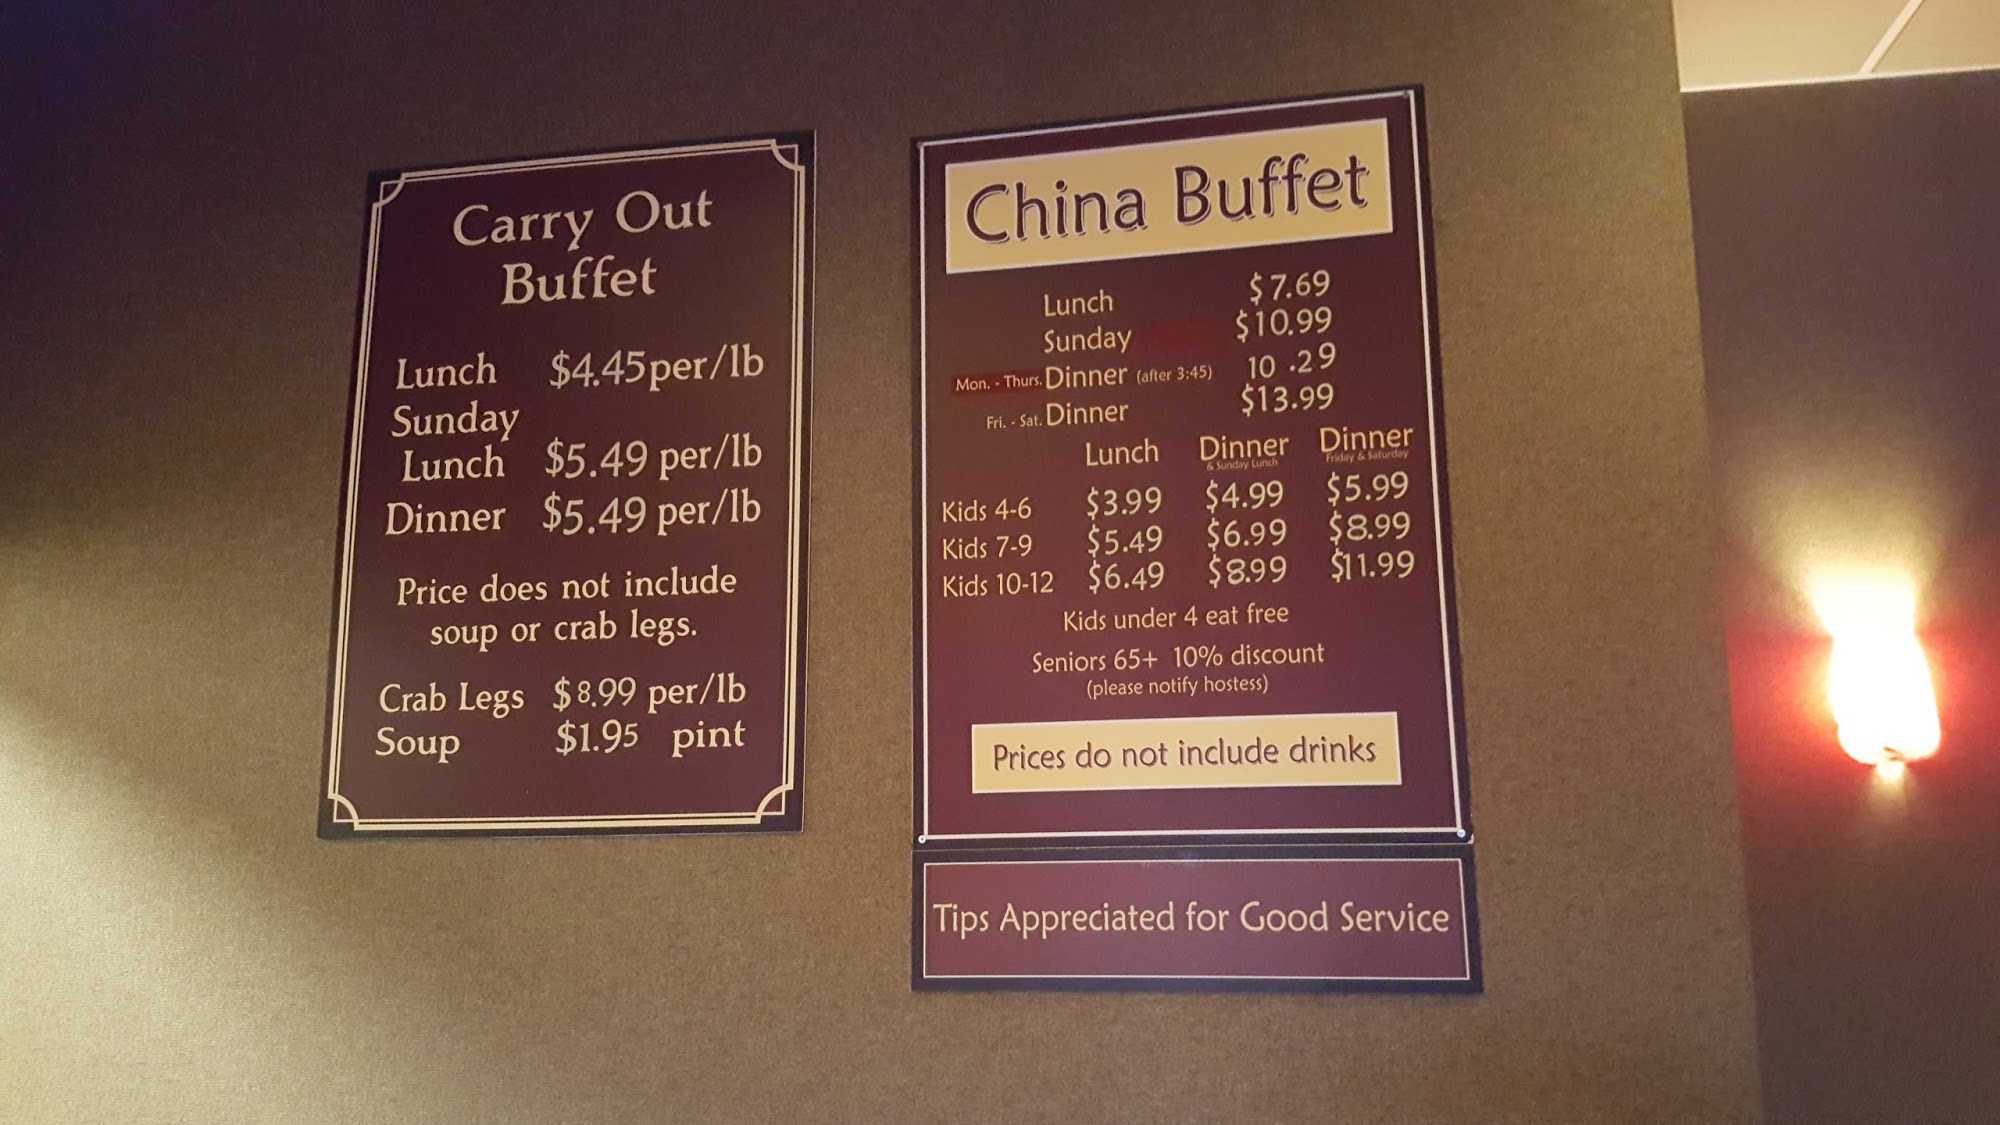 Carry Out
Buffet
Lunch $4.45 per/lb
Sunday
Lunch $5.49 per/lb
Dinner $5.49 per/lb
Price does not include
soup or crab legs.
Crab Legs $8.99 per/lb
Soup $1.95 pint
China Buffet
Lunch $7.69
Sunday $10.99
Mon. - Thurs. Dinner (after 3:45) 10.29
Fri. - Sat. Dinner $13.99
Lunch Dinner Dinner
& Sunday Lunch Friday & Saturday
Kids 4-6 $3.99 $4.99 $5.99
Kids 7-9 $5.49 $6.99 $8.99
Kids 10-12 $6.49 $8.99 $11.99
Kids under 4 eat free
Seniors 65+ 10% discount
(please notify hostess)
Prices do not include drinks
Tips Appreciated for Good Service